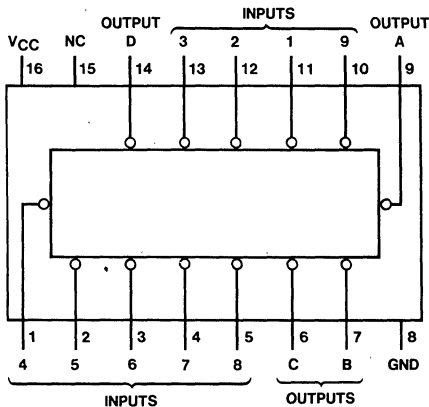 INPUTS
OUTPUT OUTPUT
VCC NC D 3 2 1 9 A
16 15 14 13 12 11 10 9
1 2 3 4 5 6 7 8
4 5 6 7 8 C B GND
INPUTS OUTPUTS